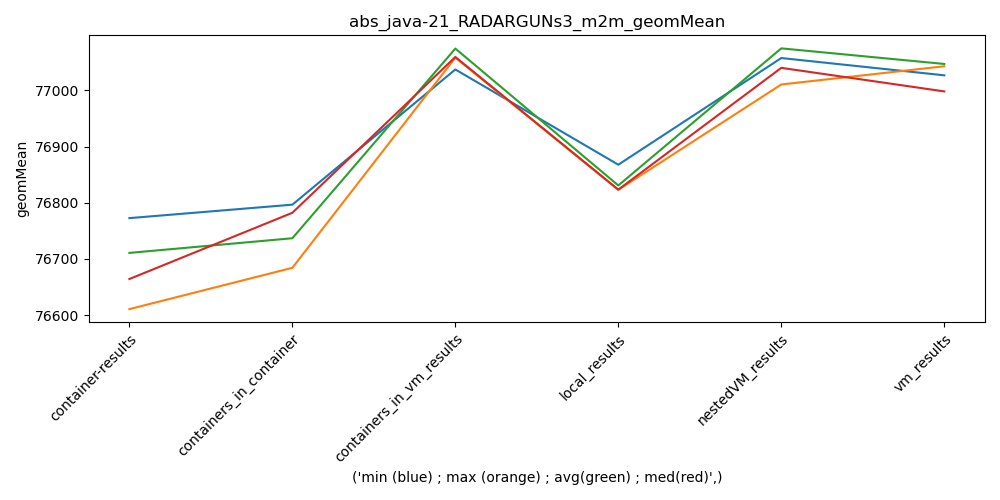 abs_java-21_RADARGUNs3_m2m_geomMean
geomMean
77000
76900
76800
76700
76600
container-results
containers_in_container
containers_in_vm_results
local_results
nestedVM_results
vm_results
('min (blue) ; max (orange) ; avg(green) ; med(red)',)